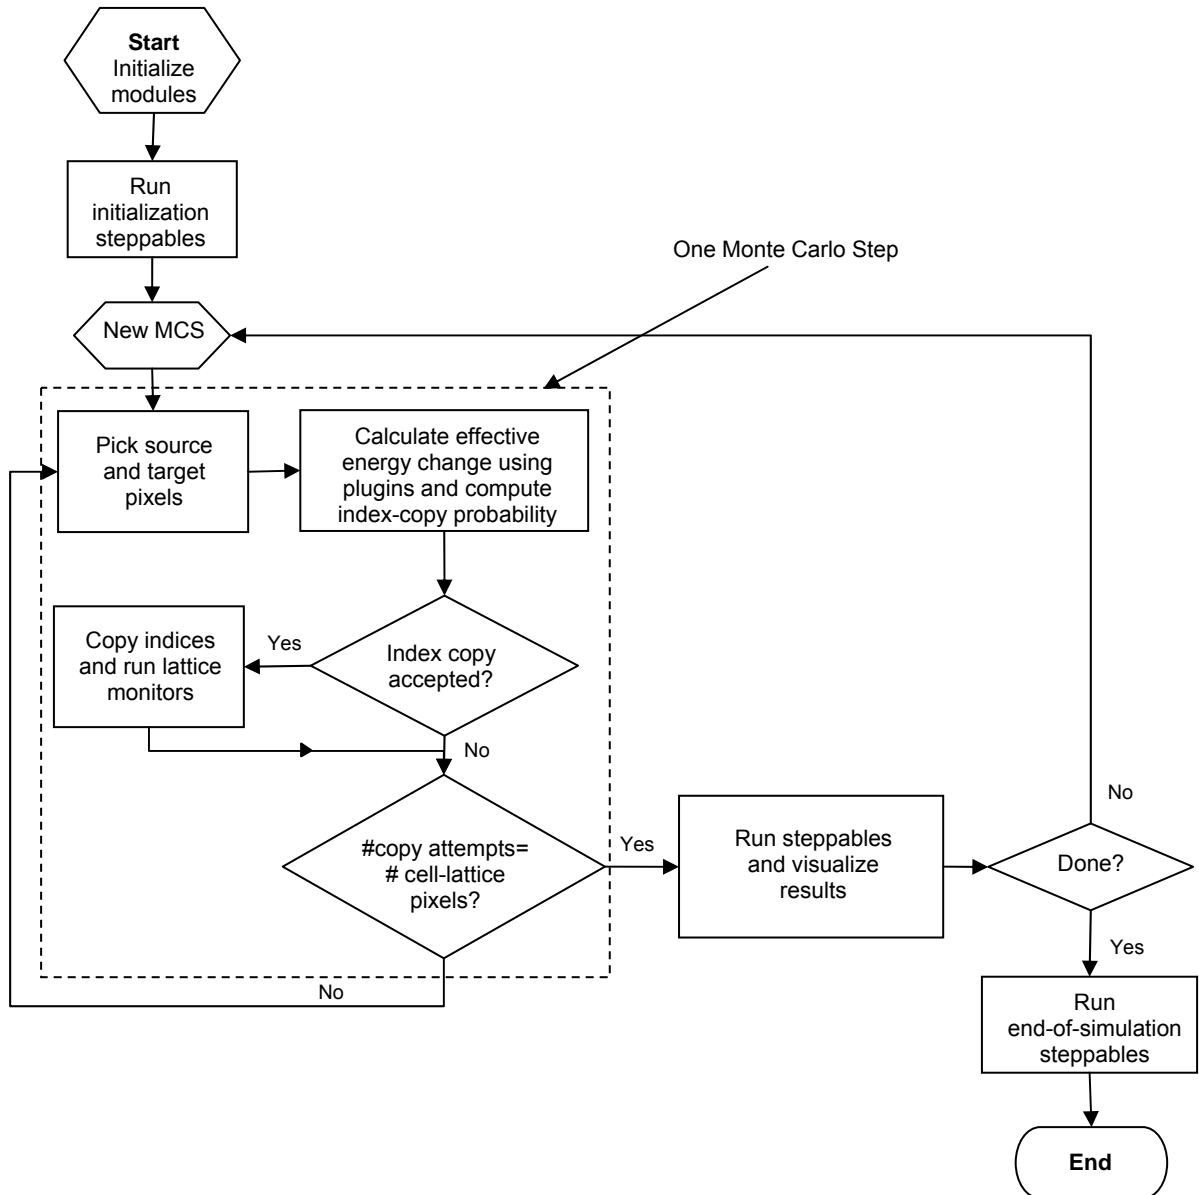 Start
Initialize
modules
Run
initialization
steppables
One Monte Carlo Step
New MCS
Pick source
and target
pixels
Calculate effective
energy change using
plugins and compute
index-copy probability
Copy indices
and run lattice
monitors
Yes
Index copy
accepted?
No
#copy attempts=
# cell-lattice
pixels?
Yes
No
Run steppables
and visualize
results
No
Done?
Yes
Run
end-of-simulation
steppables
End